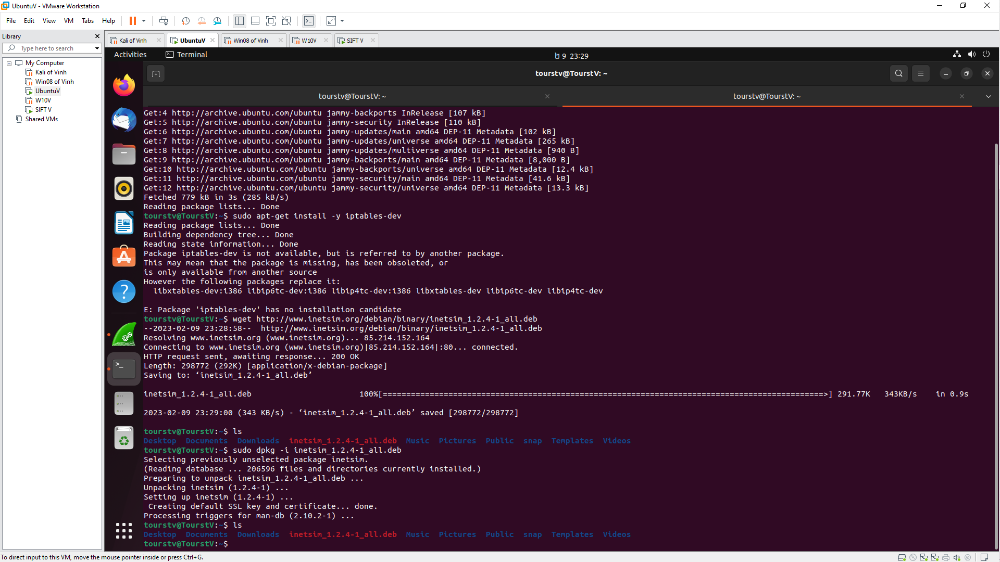 UbuntuV - VMware Workstation
File Edit View VM Tabs Help
Library
Type here to search
My Computer
Kali of Vinh
Win08 of Vinh
UbuntuV
W10V
SIFT V
Shared VMs
Kali of Vinh UbuntuV Win08 of Vinh W10V SIFT V
Activities Terminal 9 23:29
tourstv@TourstV: ~
tourstv@TourstV: ~ tourstv@TourstV: ~
Get:4 http://archive.ubuntu.com/ubuntu jammy-backports InRelease [107 kB]
Get:5 http://archive.ubuntu.com/ubuntu jammy-security InRelease [110 kB]
Get:6 http://archive.ubuntu.com/ubuntu jammy-updates/main amd64 DEP-11 Metadata [102 kB]
Get:7 http://archive.ubuntu.com/ubuntu jammy-updates/universe amd64 DEP-11 Metadata [265 kB]
Get:8 http://archive.ubuntu.com/ubuntu jammy-updates/multiverse amd64 DEP-11 Metadata [940 B]
Get:9 http://archive.ubuntu.com/ubuntu jammy-backports/main amd64 DEP-11 Metadata [8,000 B]
Get:10 http://archive.ubuntu.com/ubuntu jammy-backports/universe amd64 DEP-11 Metadata [12.4 kB]
Get:11 http://archive.ubuntu.com/ubuntu jammy-security/main amd64 DEP-11 Metadata [41.6 kB]
Get:12 http://archive.ubuntu.com/ubuntu jammy-security/universe amd64 DEP-11 Metadata [13.3 kB]
Fetched 779 kB in 3s (285 kB/s)
Reading package lists... Done
tourstv@TourstV:~$ sudo apt-get install -y iptables-dev
Reading package lists... Done
Building dependency tree... Done
Reading state information... Done
Package iptables-dev is not available, but is referred to by another package.
This may mean that the package is missing, has been obsoleted, or
is only available from another source
However the following packages replace it:
libxtables-dev:i386 libip6tc-dev:i386 libip4tc-dev:i386 libxtables-dev libip6tc-dev libip4tc-dev
E: Package 'iptables-dev' has no installation candidate
tourstv@TourstV:~$ wget http://www.inetsim.org/debian/binary/inetsim_1.2.4-1_all.deb
--2023-02-09 23:28:58-- http://www.inetsim.org/debian/binary/inetsim_1.2.4-1_all.deb
Resolving www.inetsim.org (www.inetsim.org)... 85.214.152.164
Connecting to www.inetsim.org (www.inetsim.org)|85.214.152.164|:80... connected.
HTTP request sent, awaiting response... 200 OK
Length: 298772 (292K) [application/x-debian-package]
Saving to: ‘inetsim_1.2.4-1_all.deb’
inetsim_1.2.4-1_all.deb 100%[==============================================================================================>] 291.77K 343KB/s in 0.9s
2023-02-09 23:29:00 (343 KB/s) - ‘inetsim_1.2.4-1_all.deb’ saved [298772/298772]
tourstv@TourstV:~$ ls
Desktop Documents Downloads inetsim_1.2.4-1_all.deb Music Pictures Public snap Templates Videos
tourstv@TourstV:~$ sudo dpkg -i inetsim_1.2.4-1_all.deb
Selecting previously unselected package inetsim.
(Reading database ... 206596 files and directories currently installed.)
Preparing to unpack inetsim_1.2.4-1_all.deb ...
Unpacking inetsim (1.2.4-1) ...
Setting up inetsim (1.2.4-1) ...
Creating default SSL key and certificate... done.
Processing triggers for man-db (2.10.2-1) ...
tourstv@TourstV:~$ ls
Desktop Documents Downloads inetsim_1.2.4-1_all.deb Music Pictures Public snap Templates Videos
tourstv@TourstV:~$
To direct input to this VM, move the mouse pointer inside or press Ctrl+G.